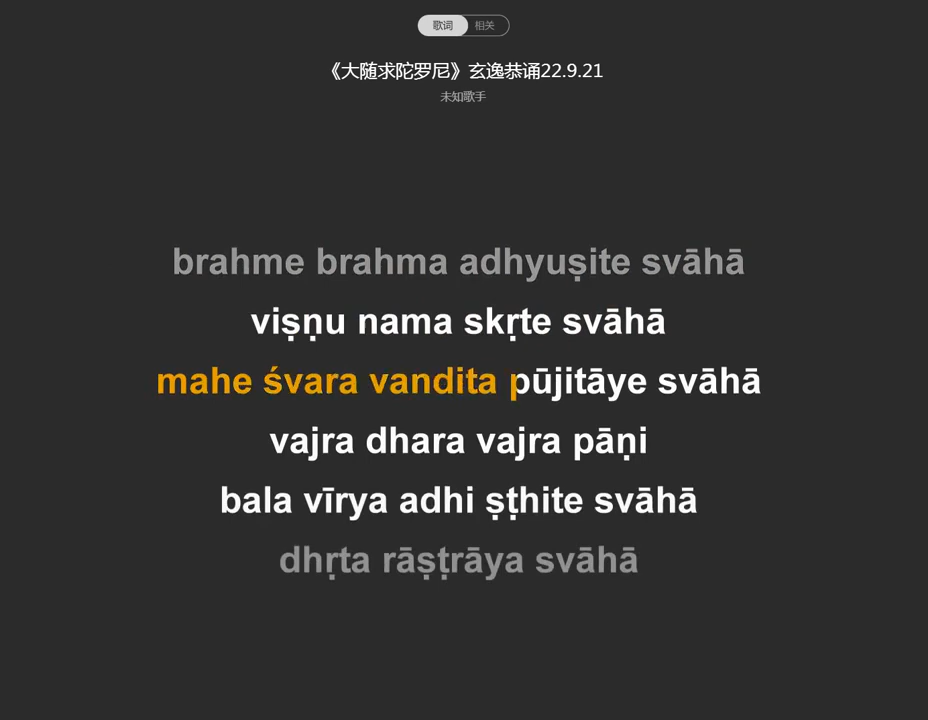 歌词 相关
《大随求陀罗尼》玄逸恭诵22.9.21
未知歌手
brahme brahma adhyuṣite svāhā
viṣṇu nama skṛte svāhā
mahe śvara vandita pūjitāye svāhā
vajra dhara vajra pāṇi
bala vīrya adhi ṣṭhite svāhā
dhṛta rāṣṭrāya svāhā